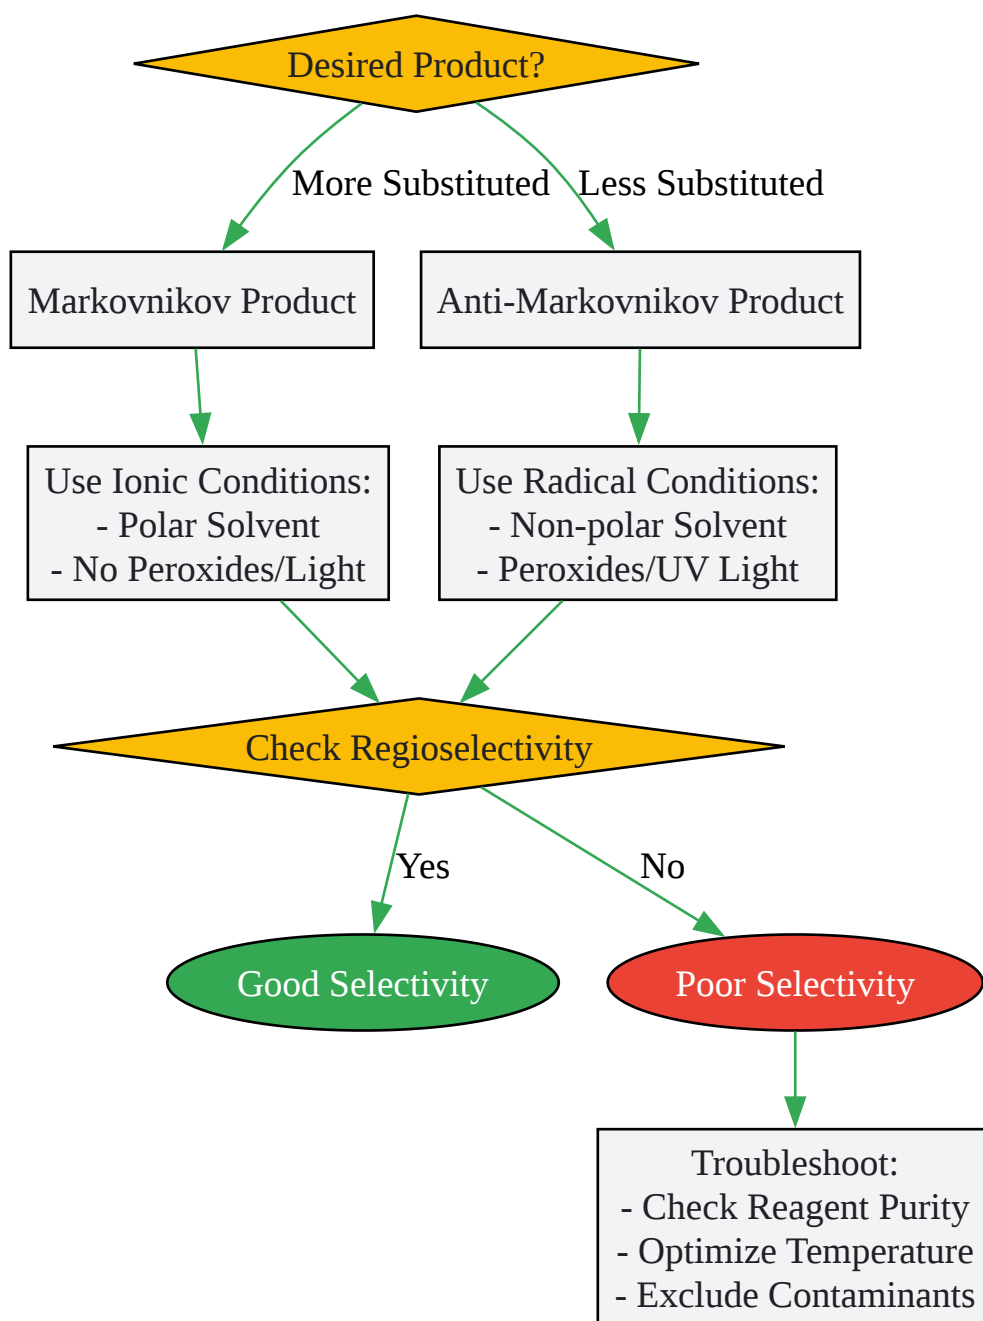 Desired Product?
More Substituted
Less Substituted
Markovnikov Product
Anti-Markovnikov Product
Use Ionic Conditions:
- Polar Solvent
- No Peroxides/Light
Use Radical Conditions:
- Non-polar Solvent
- Peroxides/UV Light
Check Regioselectivity
Yes
No
Good Selectivity
Poor Selectivity
Troubleshoot:
- Check Reagent Purity
- Optimize Temperature
- Exclude Contaminants